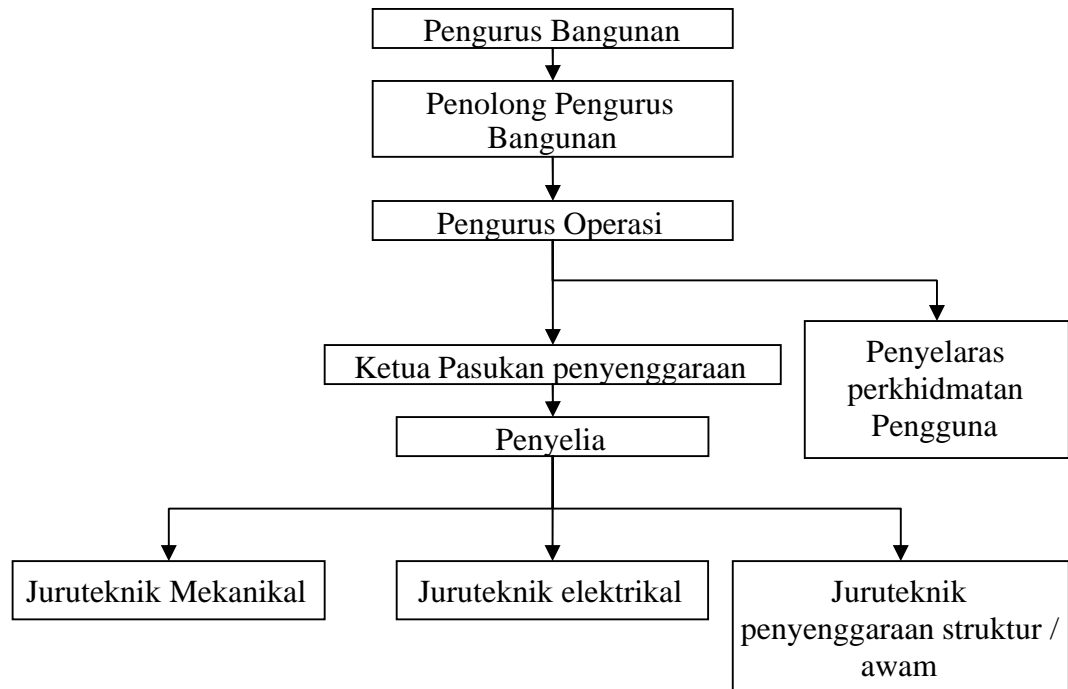 Pengurus Bangunan
Penolong Pengurus
Bangunan
Pengurus Operasi
Ketua Pasukan penyenggaraan
Penyelaras
perkhidmatan
Pengguna
Penyelia
Juruteknik Mekanikal
Juruteknik elektrikal
Juruteknik
penyenggaraan struktur /
awam